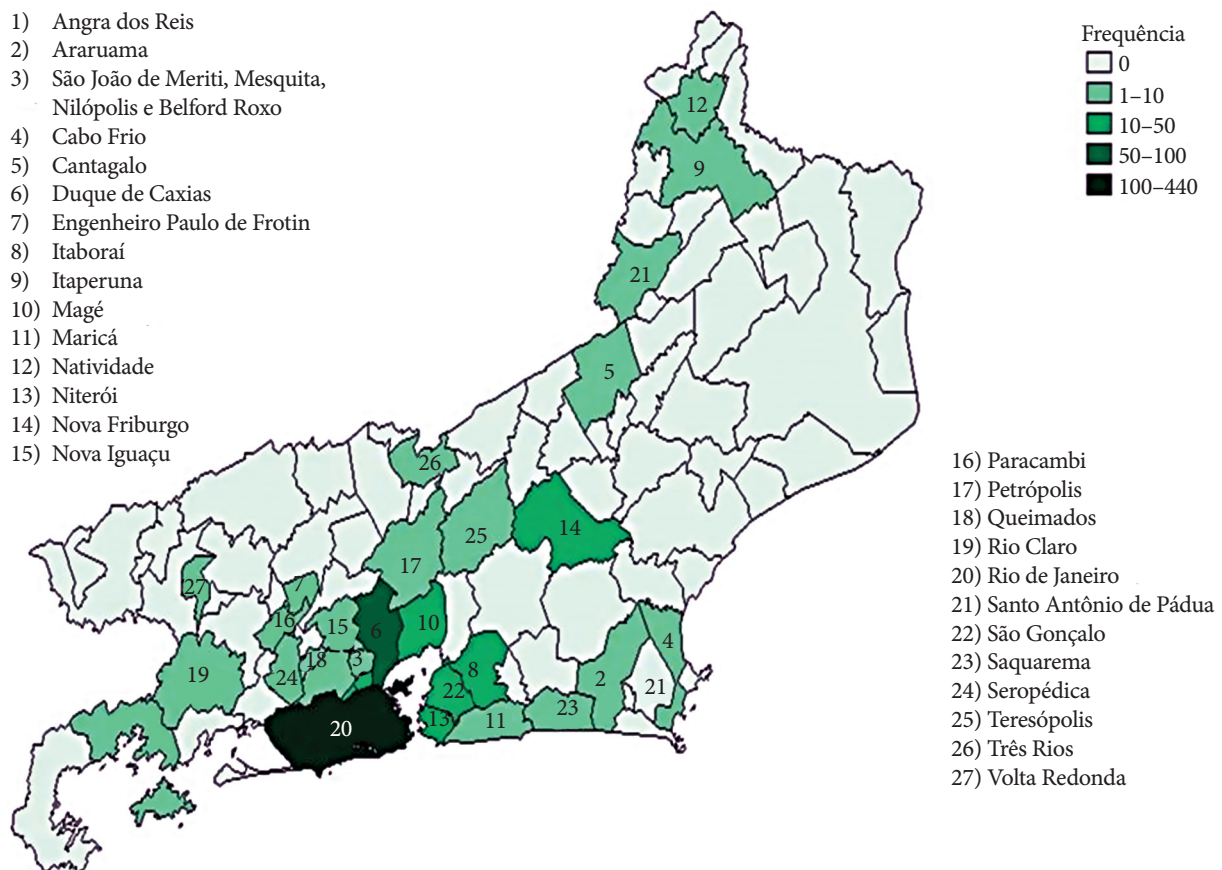 1) Angra dos Reis
2) Araruama
3) São João de Meriti, Mesquita,
Nilópolis e Belford Roxo
4) Cabo Frio
5) Cantagalo
6) Duque de Caxias
7) Engenheiro Paulo de Frotin
8) Itaboraí
9) Itaperuna
10) Magé
11) Maricá
12) Natividade
13) Niterói
14) Nova Friburgo
15) Nova Iguaçu
Frequência
0
1–10
10–50
50–100
100–440
12
9
21
5
26
14
25
17
27
7
16
15
6
10
4
19
24
18
3
8
22
2
21
23
13
11
20
16) Paracambi
17) Petrópolis
18) Queimados
19) Rio Claro
20) Rio de Janeiro
21) Santo Antônio de Pádua
22) São Gonçalo
23) Saquarema
24) Seropédica
25) Teresópolis
26) Três Rios
27) Volta Redonda